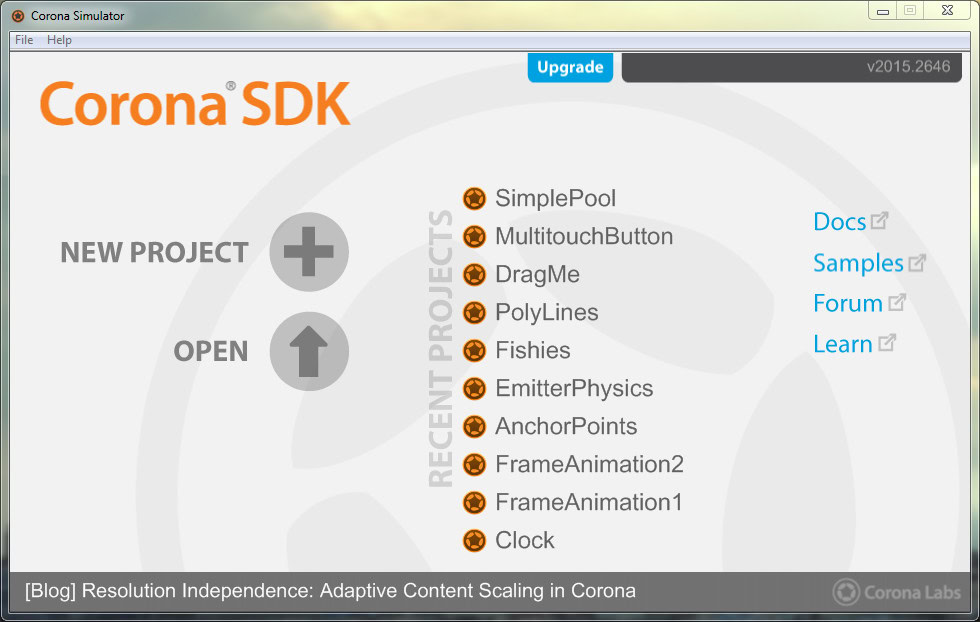 Corona Simulator
File Help
Upgrade
v2015.2646
Corona® SDK
NEW PROJECT
OPEN
RECENT PROJECTS
SimplePool
MultitouchButton
DragMe
PolyLines
Fishies
EmitterPhysics
AnchorPoints
FrameAnimation2
FrameAnimation1
Clock
Docs
Samples
Forum
Learn
[Blog] Resolution Independence: Adaptive Content Scaling in Corona
Corona Labs